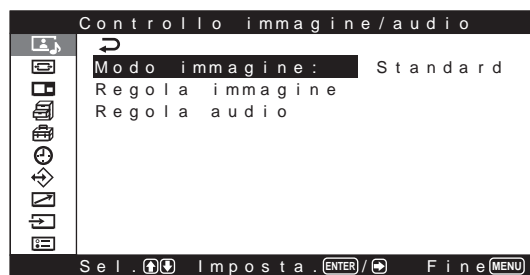 Controllo immagine/audio
Modo immagine: Standard
Regola immagine
Regola audio
Sel. Imposta. ENTER / Fine MENU